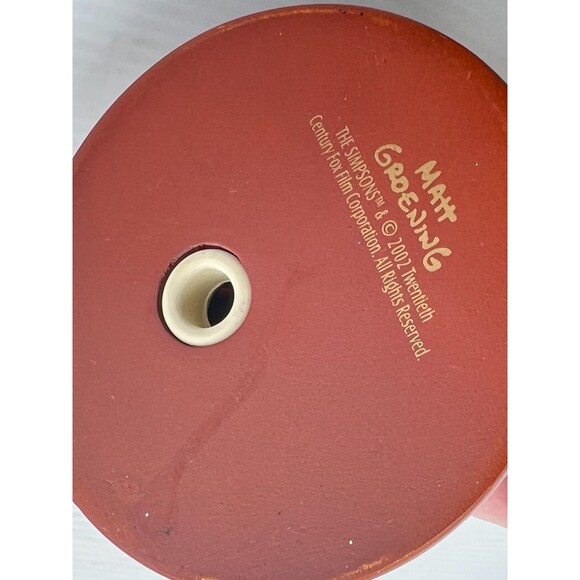 MATT
GROENING
THE SIMPSONS™ & © 2002 Twentieth
Century Fox Film Corporation. All Rights Reserved.